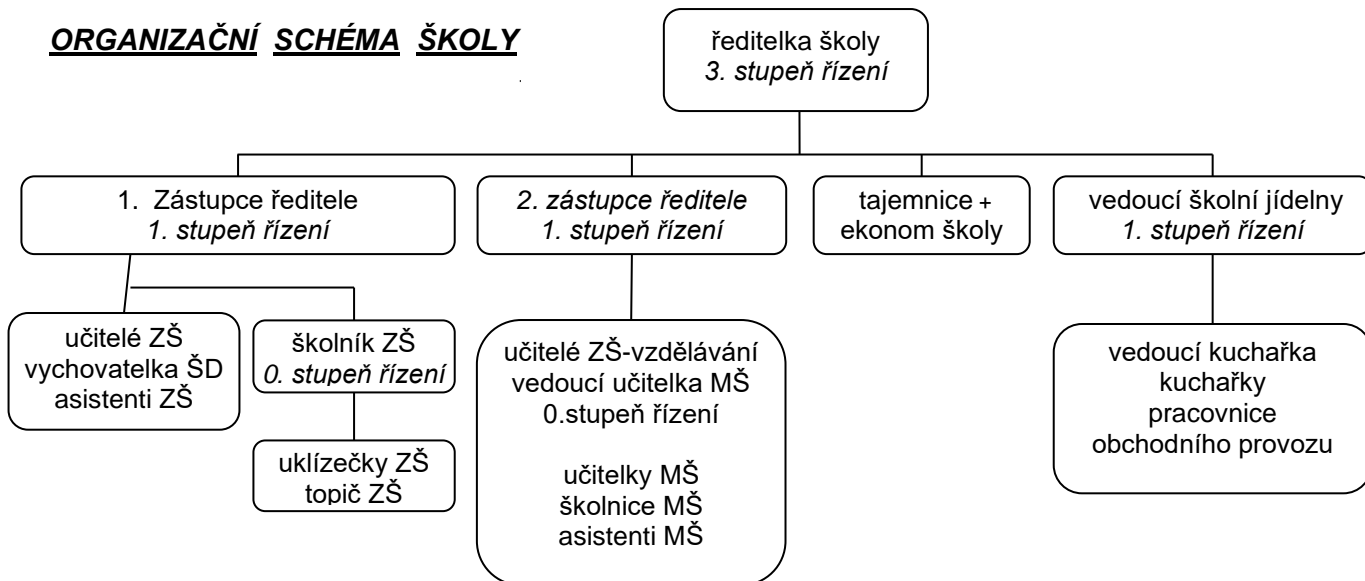 ORGANIZAČNÍ SCHÉMA ŠKOLY
ředitelka školy
3. stupeň řízení
1. Zástupce ředitele
1. stupeň řízení
2. zástupce ředitele
1. stupeň řízení
tajemnice +
ekonom školy
vedoucí školní jídelny
1. stupeň řízení
učitelé ZŠ
vychovatelka ŠD
asistenti ZŠ
školník ZŠ
0. stupeň řízení
uklízečky ZŠ
topič ZŠ
učitelé ZŠ-vzdělávání
vedoucí učitelka MŠ
0.stupeň řízení
učitelky MŠ
školnice MŠ
asistenti MŠ
vedoucí kuchařka
kuchařky
pracovnice
obchodního provozu